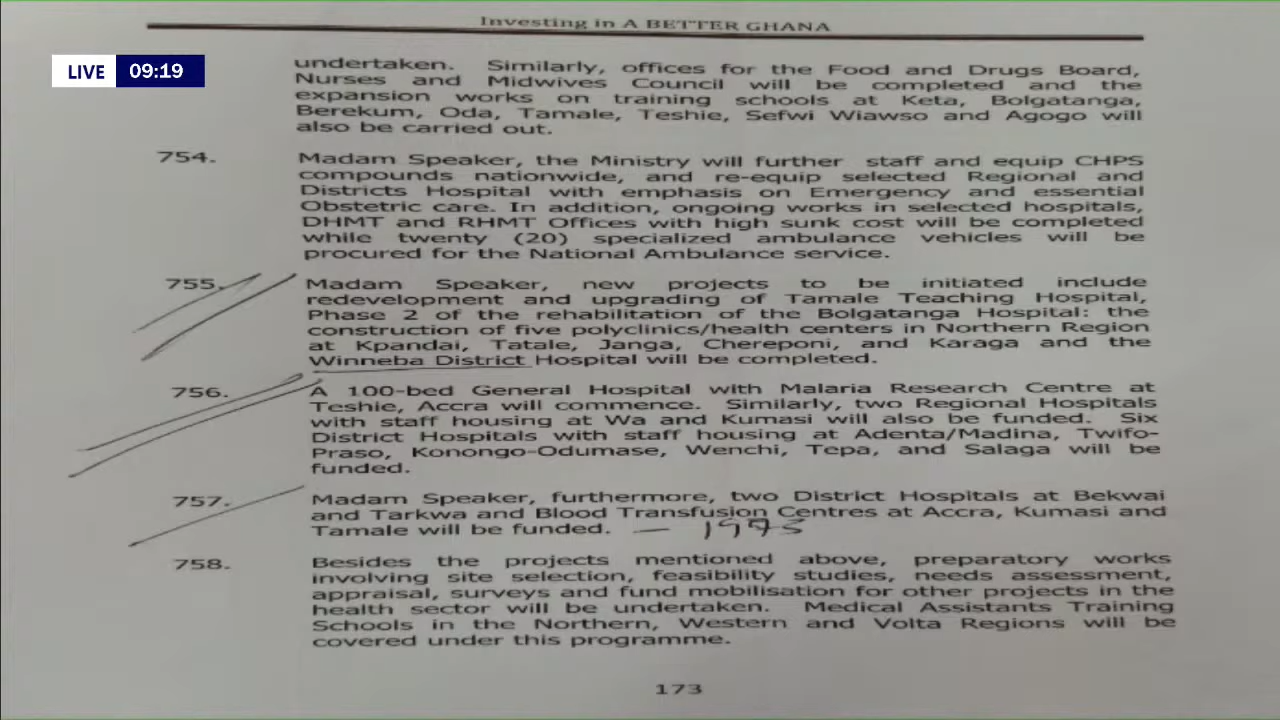 Investing in A BETTER GHANA
LIVE 09:19
undertaken. Similarly, offices for the Food and Drugs Board,
Nurses and Midwives Council will be completed and the
expansion works on training schools at Keta, Bolgatanga,
Berekum, Oda, Tamale, Teshie, Sefwi Wiawso and Agogo will
also be carried out.
754. Madam Speaker, the Ministry will further staff and equip CHPS
compounds nationwide, and re-equip selected Regional and
Districts Hospital with emphasis on Emergency and essential
Obstetric care. In addition, ongoing works in selected hospitals,
DHMT and RHMT Offices with high sunk cost will be completed
while twenty (20) specialized ambulance vehicles will be
procured for the National Ambulance service.
755. Madam Speaker, new projects to be initiated include
redevelopment and upgrading of Tamale Teaching Hospital,
Phase 2 of the rehabilitation of the Bolgatanga Hospital: the
construction of five polyclinics/health centers in Northern Region
at Kpandai, Tatale, Janga, Chereponi, and Karaga and the
Winneba District Hospital will be completed.
756. A 100-bed General Hospital with Malaria Research Centre at
Teshie, Accra will commence. Similarly, two Regional Hospitals
with staff housing at Wa and Kumasi will also be funded. Six
District Hospitals with staff housing at Adenta/Madina, Twifo-
Praso, Konongo-Odumase, Wenchi, Tepa, and Salaga will be
funded.
757. Madam Speaker, furthermore, two District Hospitals at Bekwai
and Tarkwa and Blood Transfusion Centres at Accra, Kumasi and
Tamale will be funded. — 1975
758. Besides the projects mentioned above, preparatory works
involving site selection, feasibility studies, needs assessment,
appraisal, surveys and fund mobilisation for other projects in the
health sector will be undertaken. Medical Assistants Training
Schools in the Northern, Western and Volta Regions will be
covered under this programme.
173